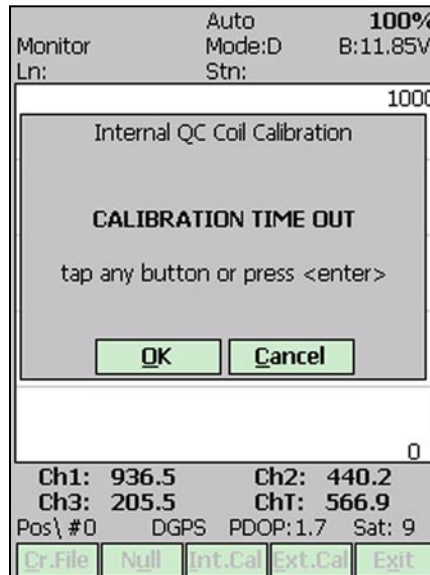 Auto 100%
Monitor Mode:D B:11.85V
Ln: Stn:
1000
Internal QC Coil Calibration
CALIBRATION TIME OUT
tap any button or press <enter>
OK Cancel
0
Ch1: 936.5 Ch2: 440.2
Ch3: 205.5 ChT: 566.9
Pos\ #0 DGPS PDOP:1.7 Sat: 9
Cr.File Null Int.Cal Ext.Cal Exit